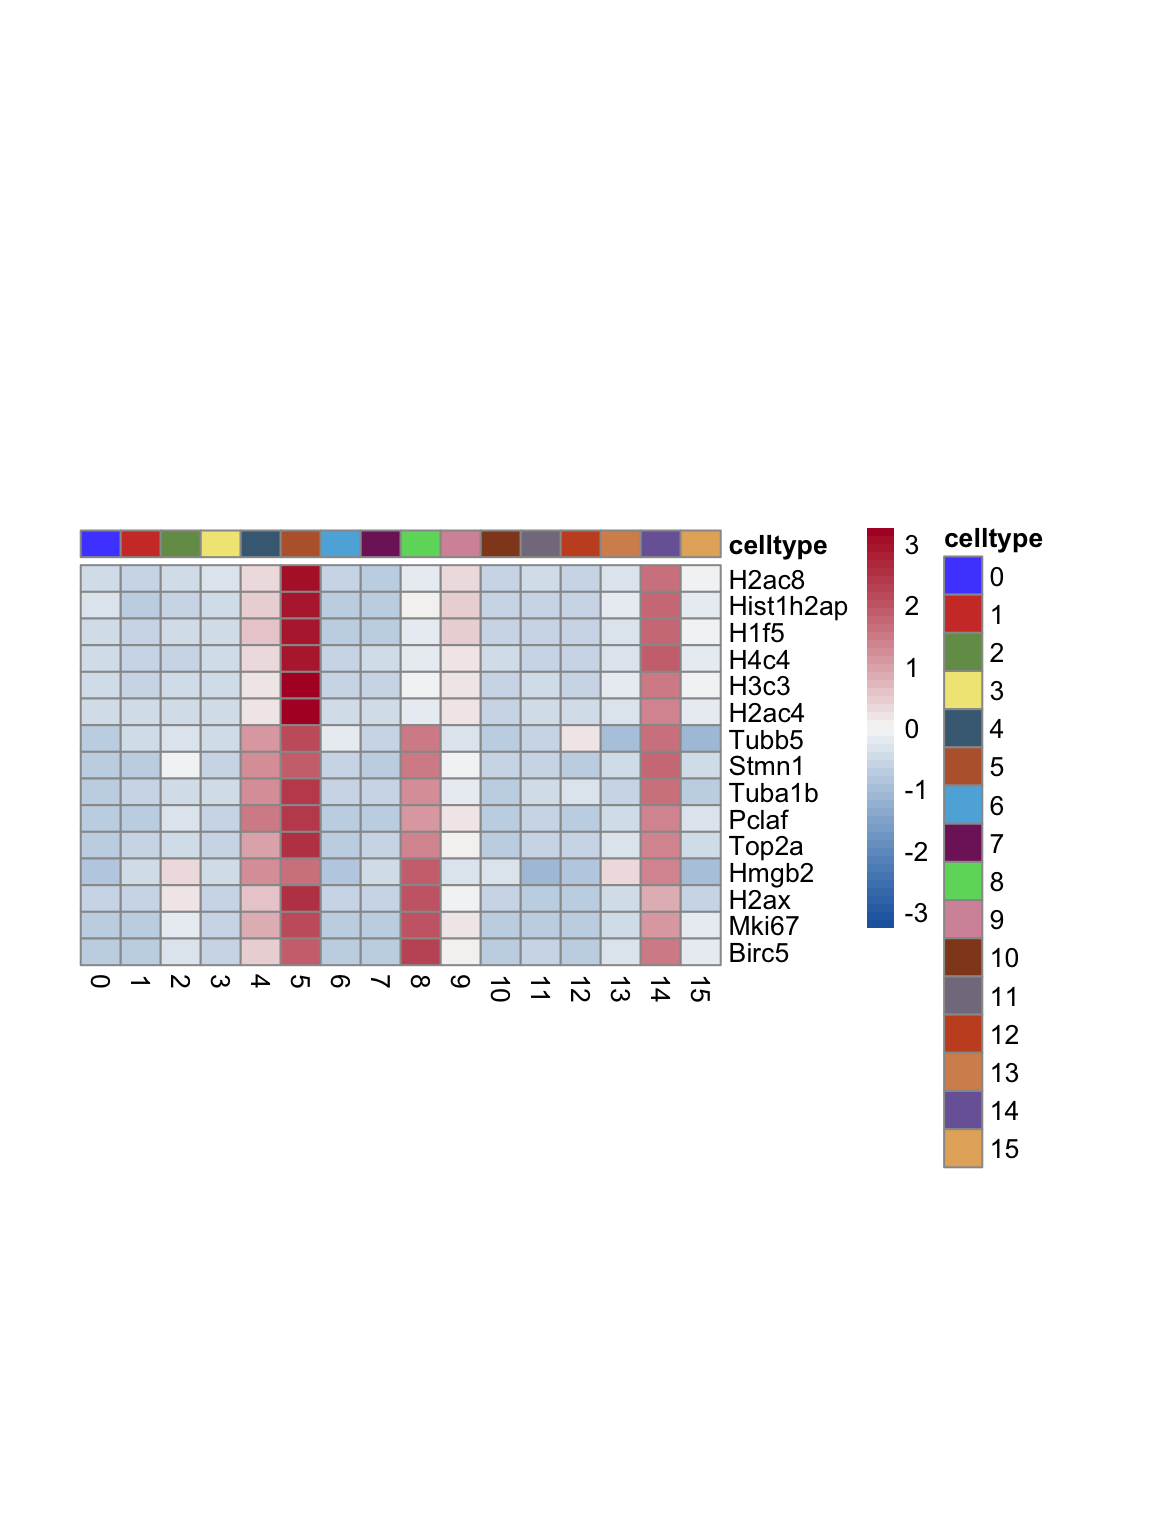 celltype
H2ac8
Hist1h2ap
H1f5
H4c4
H3c3
H2ac4
Tubb5
Stmn1
Tuba1b
Pclaf
Top2a
Hmgb2
H2ax
Mki67
Birc5
0 1 2 3 4 5 6 7 8 9 10 11 12 13 14 15
3
2
1
0
-1
-2
-3
celltype
0
1
2
3
4
5
6
7
8
9
10
11
12
13
14
15